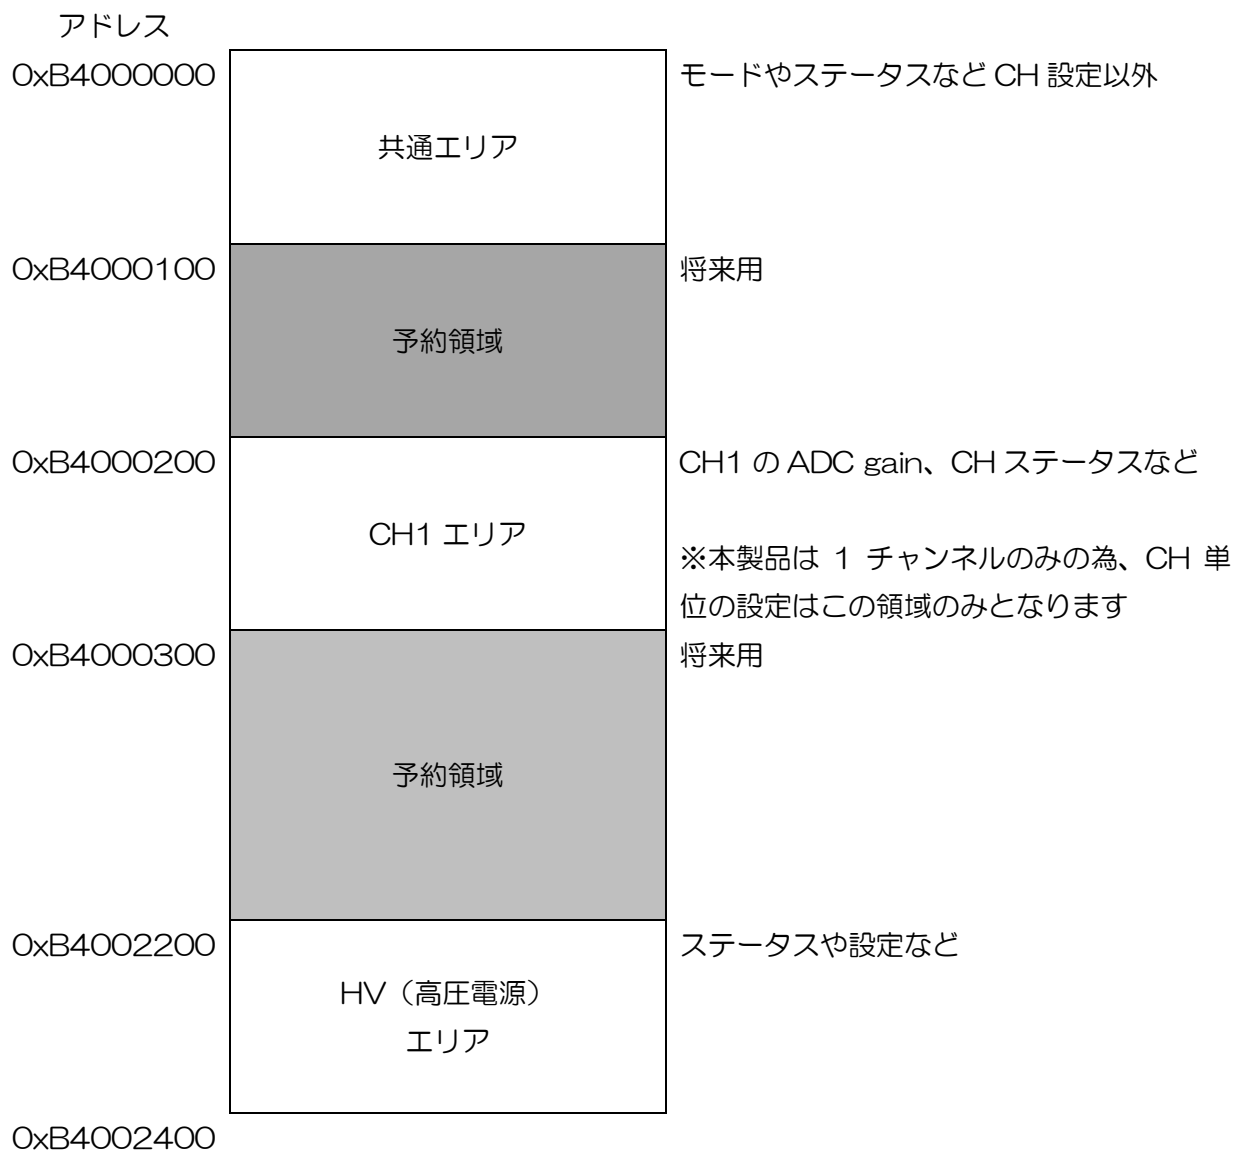 アドレス
0xB4000000 モードやステータスなど CH 設定以外
共通エリア
0xB4000100 将来用
予約領域
0xB4000200 CH1 の ADC gain、CH ステータスなど
CH1 エリア
※本製品は 1 チャンネルのみの為、CH 単
位の設定はこの領域のみとなります
0xB4000300 将来用
予約領域
0xB4002200 ステータスや設定など
HV（高圧電源）
エリア
0xB4002400